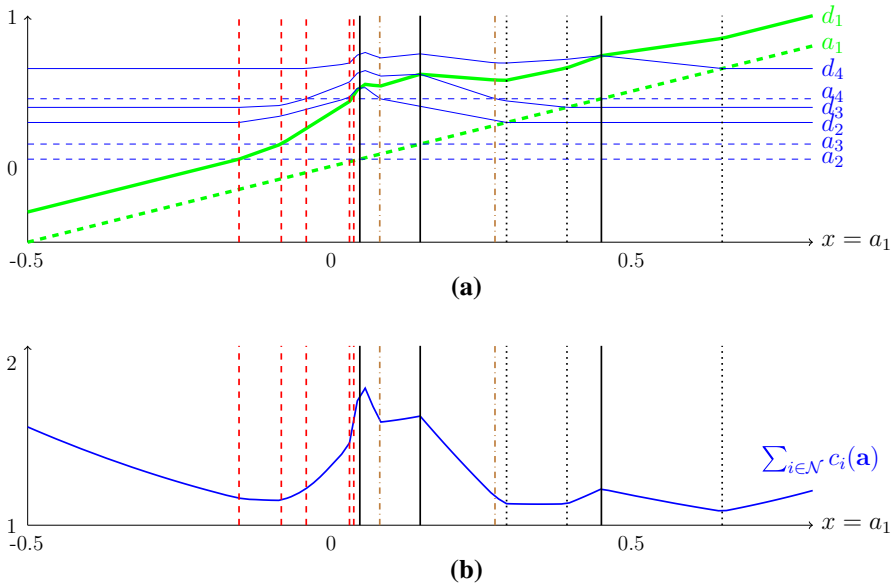 1
d₁
a₁
d₄
a₄
d₃
d₂
a₃
a₂
0
-0.5
0
0.5
x = a₁
(a)
2
∑_{i∈𝒩} c_i(𝐚)
1
-0.5
0
0.5
x = a₁
(b)